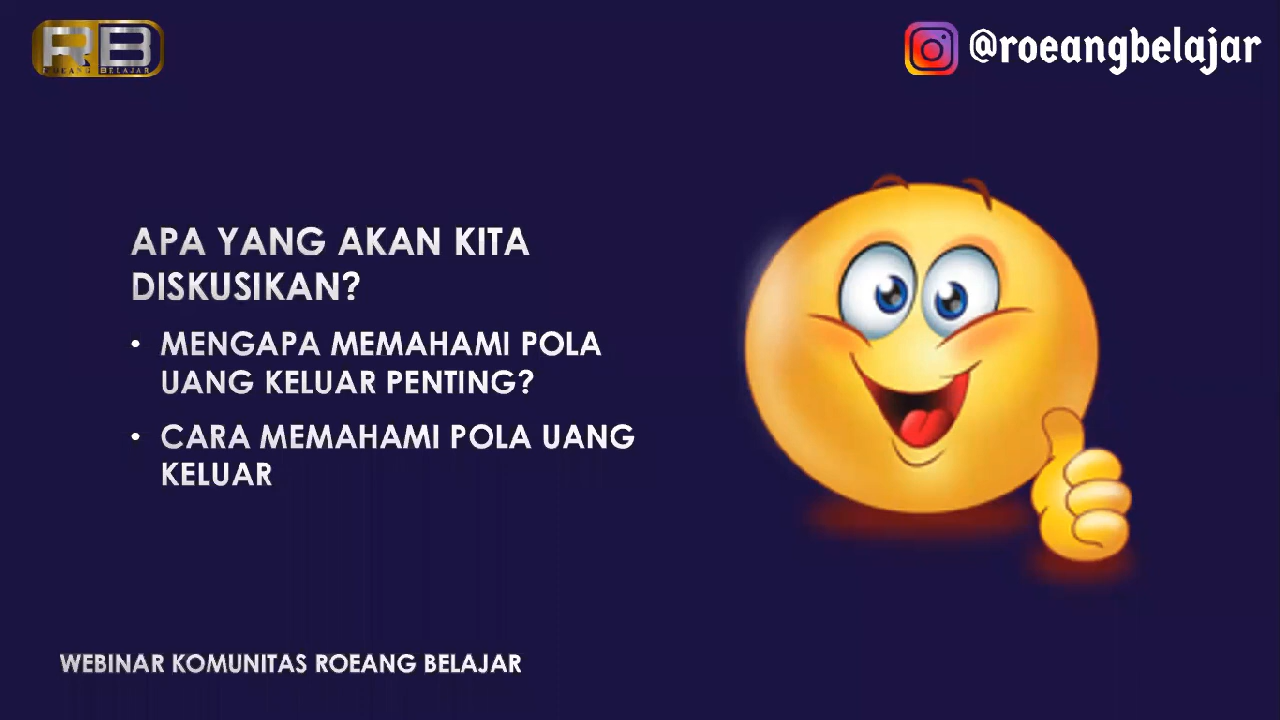 RB
ROEANG BELAJAR
@roeangbelajar
APA YANG AKAN KITA
DISKUSIKAN?
• MENGAPA MEMAHAMI POLA
UANG KELUAR PENTING?
• CARA MEMAHAMI POLA UANG
KELUAR
WEBINAR KOMUNITAS ROEANG BELAJAR